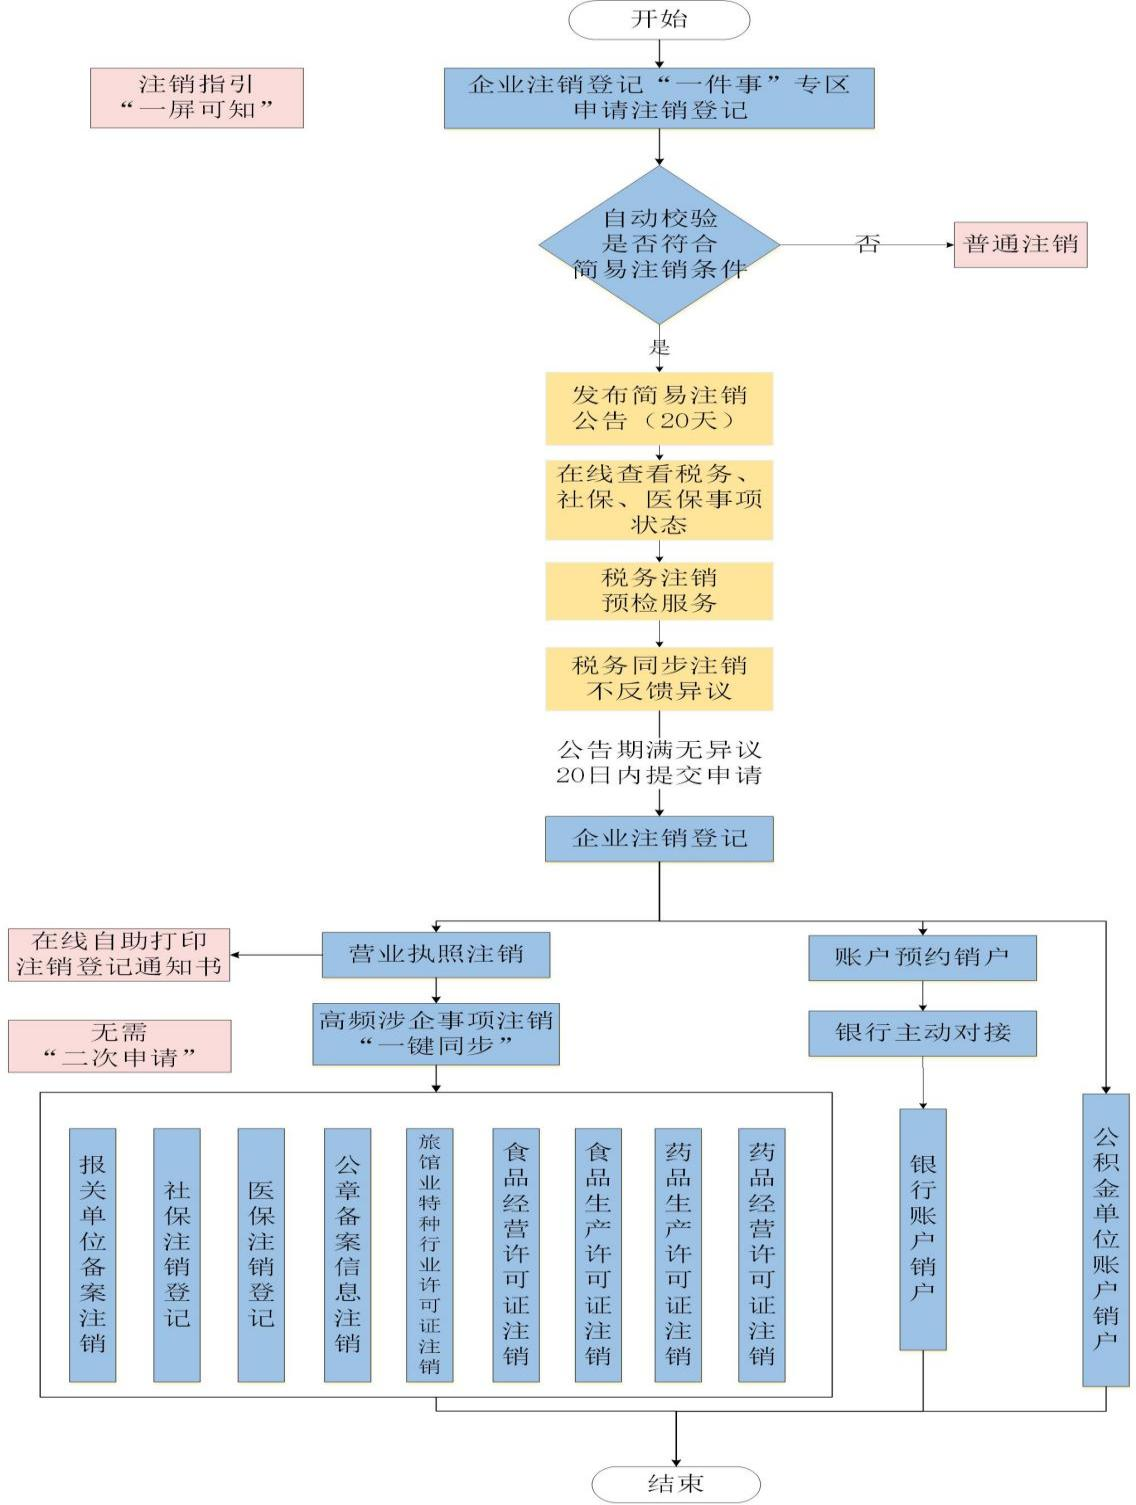 开始
注销指引
“一屏可知”
企业注销登记“一件事”专区
申请注销登记
自动校验
是否符合
简易注销条件
否
普通注销
是
发布简易注销
公告（20天）
在线查看税务、
社保、医保事项
状态
税务注销
预检服务
税务同步注销
不反馈异议
公告期满无异议
20日内提交申请
企业注销登记
在线自助打印
注销登记通知书
营业执照注销
账户预约销户
无需
“二次申请”
高频涉企事项注销
“一键同步”
银行主动对接
报关单位备案注销
社保注销登记
医保注销登记
公章备案信息注销
旅馆业特种行业许可证注销
食品经营许可证注销
食品生产许可证注销
药品生产许可证注销
药品经营许可证注销
银行账户销户
公积金单位账户销户
结束